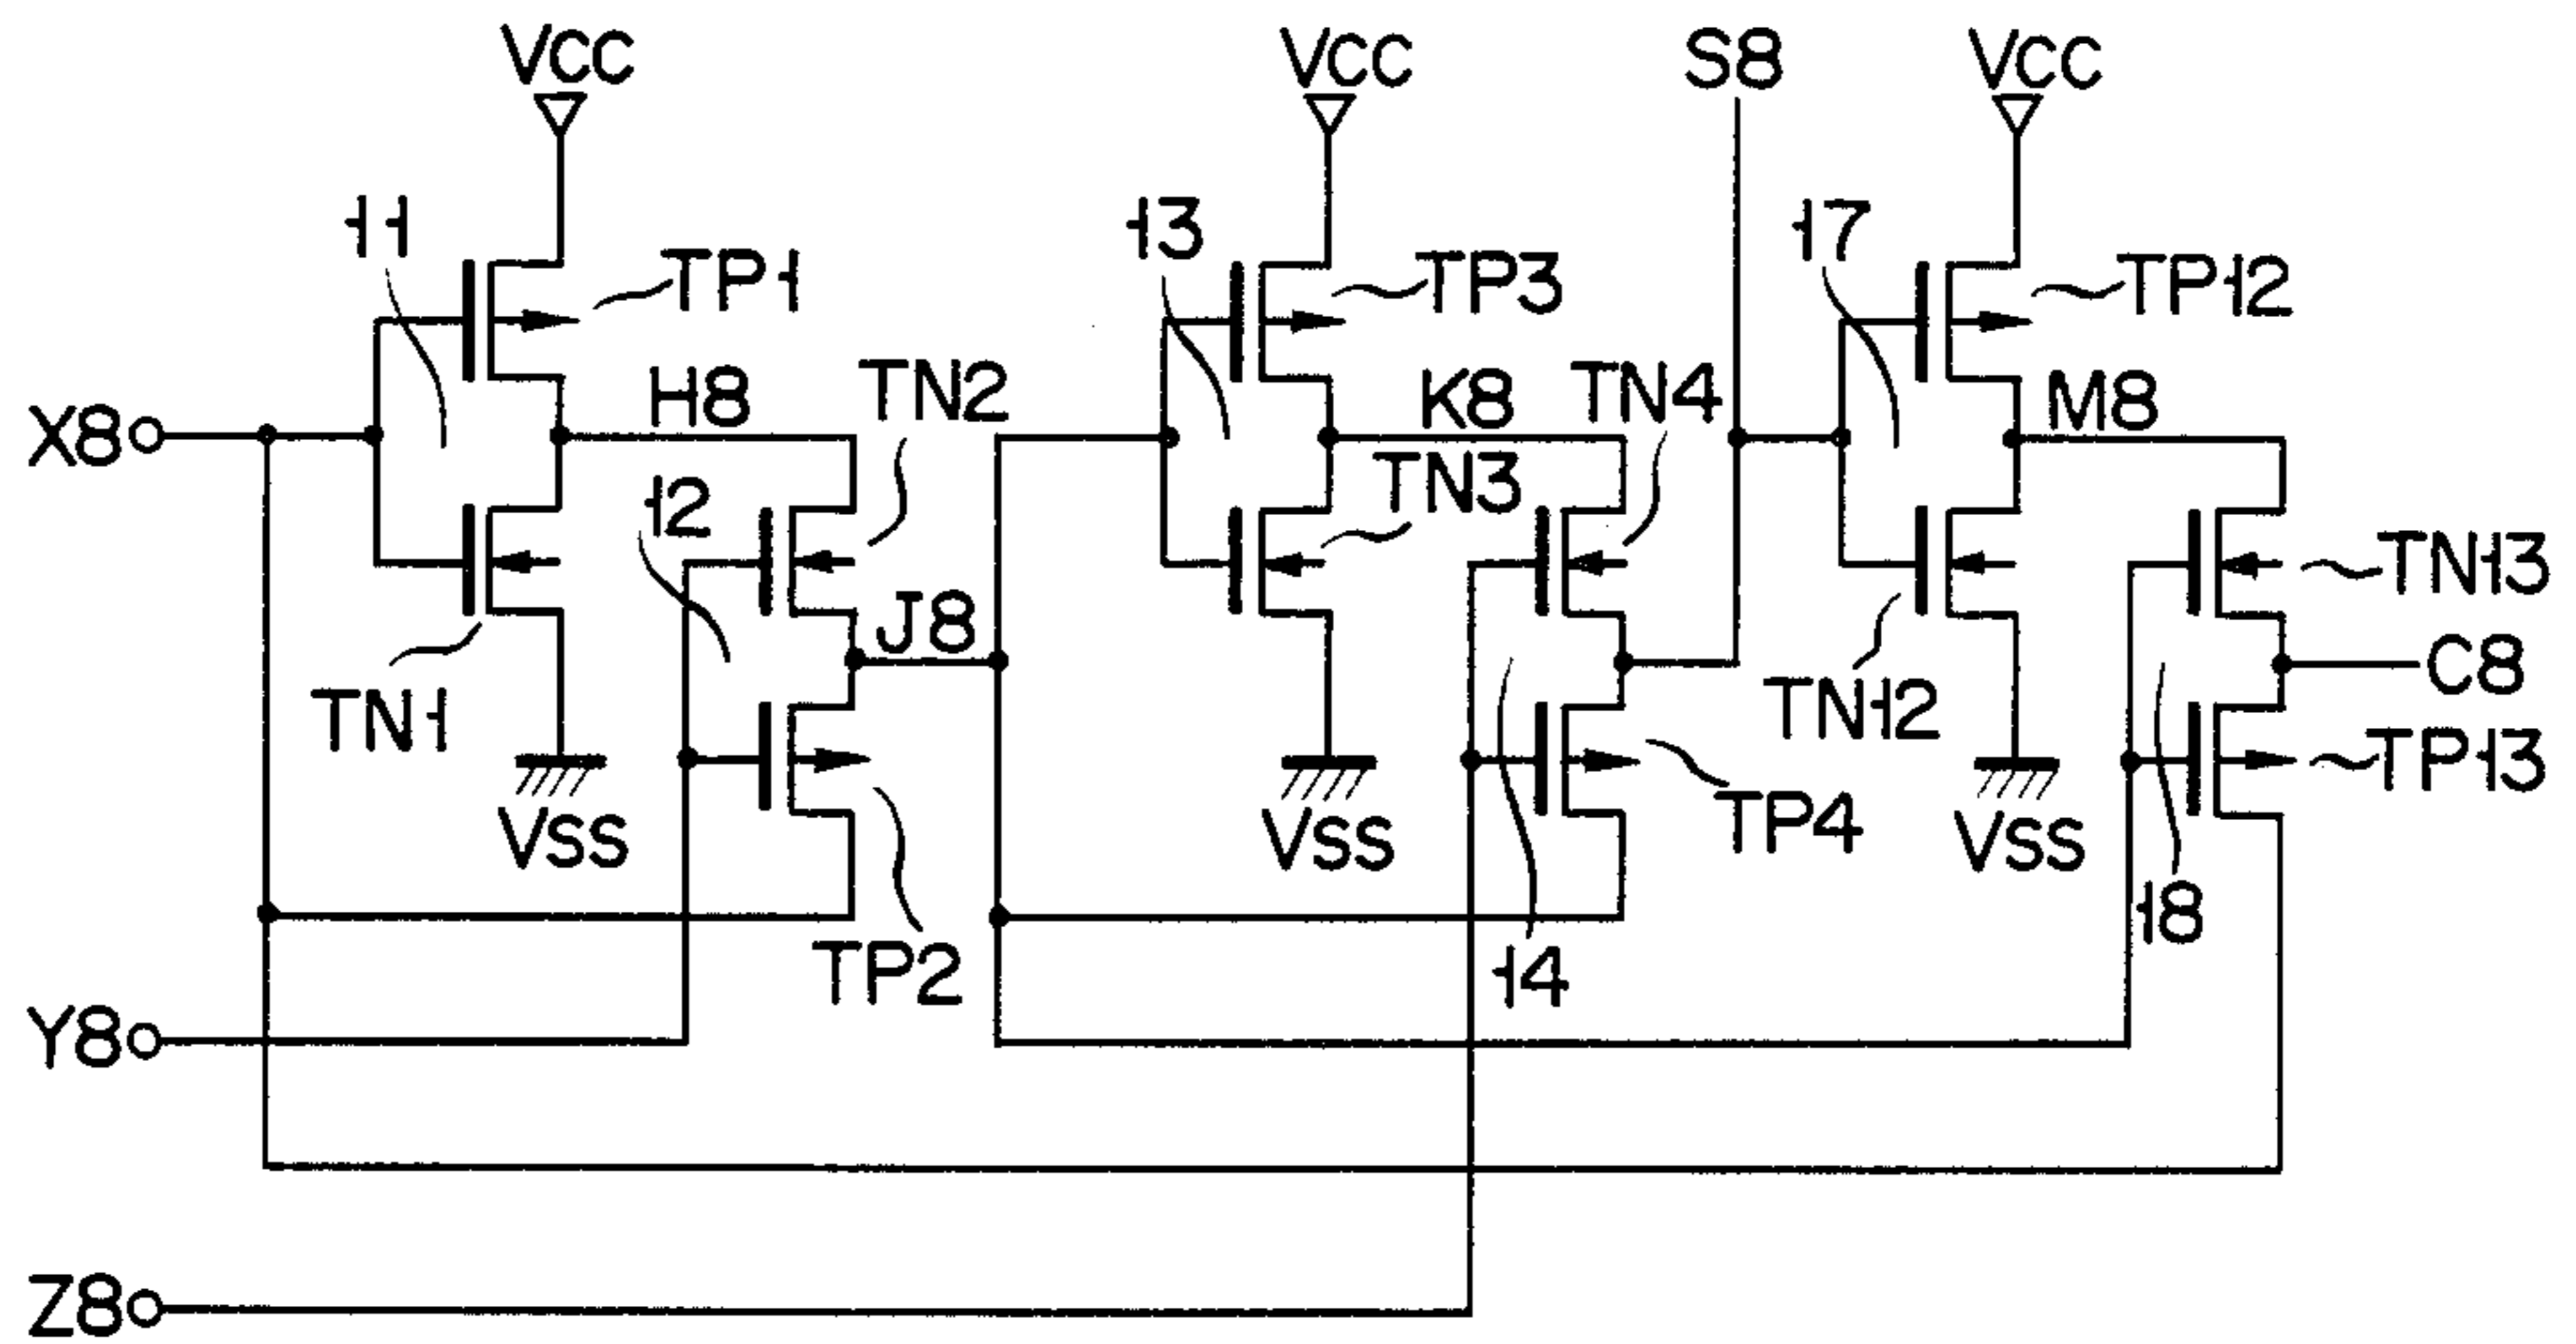 VCC
VCC
S8
VCC
11
TP1
13
TP3
17
TP12
X8
H8
TN2
K8
TN4
M8
12
TN3
TN13
J8
TN1
TN12
C8
TP13
VSS
VSS
TP4
VSS
18
TP2
14
Y8
Z8